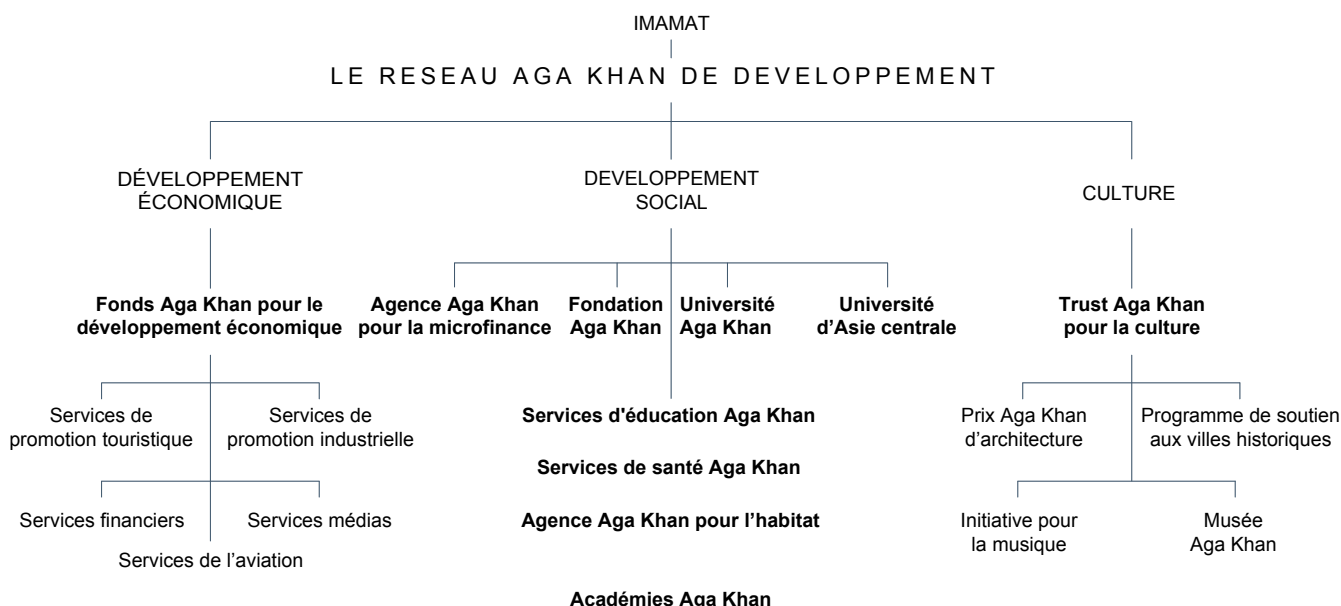 IMAMAT
LE RESEAU AGA KHAN DE DEVELOPPEMENT
DÉVELOPPEMENT
ÉCONOMIQUE
DEVELOPPEMENT
SOCIAL
CULTURE
Fonds Aga Khan pour le
développement économique
Agence Aga Khan
pour la microfinance
Fondation
Aga Khan
Université
Aga Khan
Université
d’Asie centrale
Trust Aga Khan
pour la culture
Services de
promotion touristique
Services de
promotion industrielle
Services financiers
Services médias
Services de l’aviation
Services d'éducation Aga Khan
Services de santé Aga Khan
Agence Aga Khan pour l’habitat
Académies Aga Khan
Prix Aga Khan
d’architecture
Programme de soutien
aux villes historiques
Initiative pour
la musique
Musée
Aga Khan